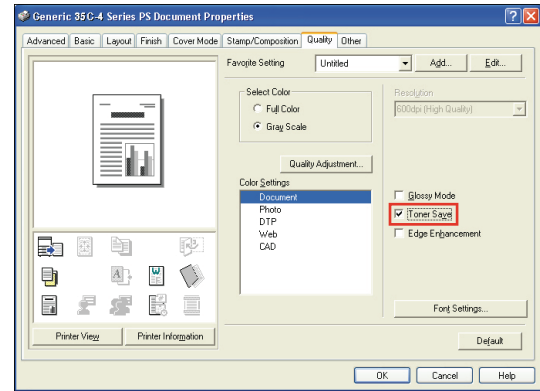 Generic 35C-4 Series PS Document Properties
Advanced Basic Layout Finish Cover Mode Stamp/Composition Quality Other
Favorite Setting Untitled Add... Edit...
Select Color
Full Color
Gray Scale
Resolution
600dpi (High Quality)
Quality Adjustment...
Color Settings
Document
Photo
DTP
Web
CAD
Glossy Mode
Toner Save
Edge Enhancement
Font Settings...
Printer View Printer Information
Default
OK Cancel Help